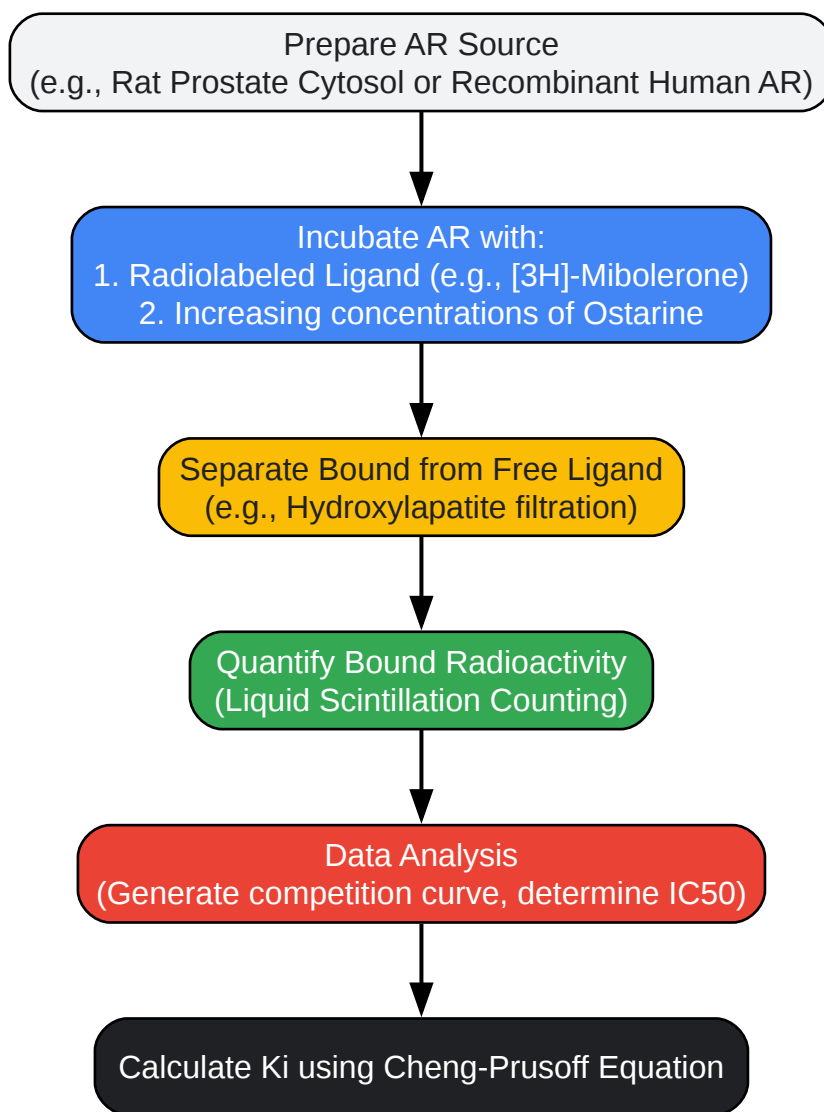 Prepare AR Source
(e.g., Rat Prostate Cytosol or Recombinant Human AR)
Incubate AR with:
1. Radiolabeled Ligand (e.g., [3H]-Mibolerone)
2. Increasing concentrations of Ostarine
Separate Bound from Free Ligand
(e.g., Hydroxylapatite filtration)
Quantify Bound Radioactivity
(Liquid Scintillation Counting)
Data Analysis
(Generate competition curve, determine IC50)
Calculate Ki using Cheng-Prusoff Equation